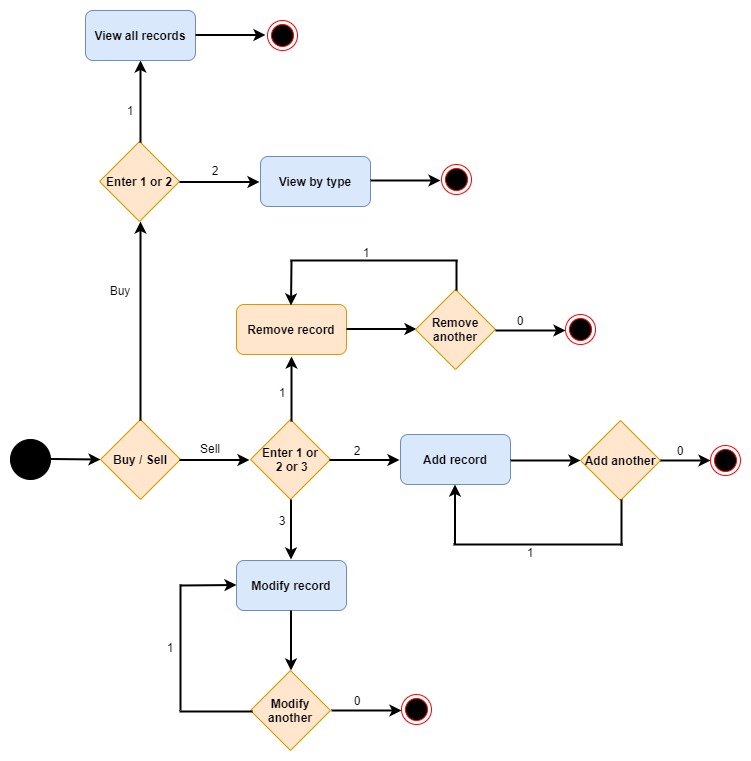 View all records
1
Enter 1 or 2
2
View by type
Buy
1
Remove record
Remove
another
0
1
Buy / Sell
Sell
Enter 1 or
2 or 3
2
Add record
Add another
0
1
3
Modify record
1
Modify
another
0